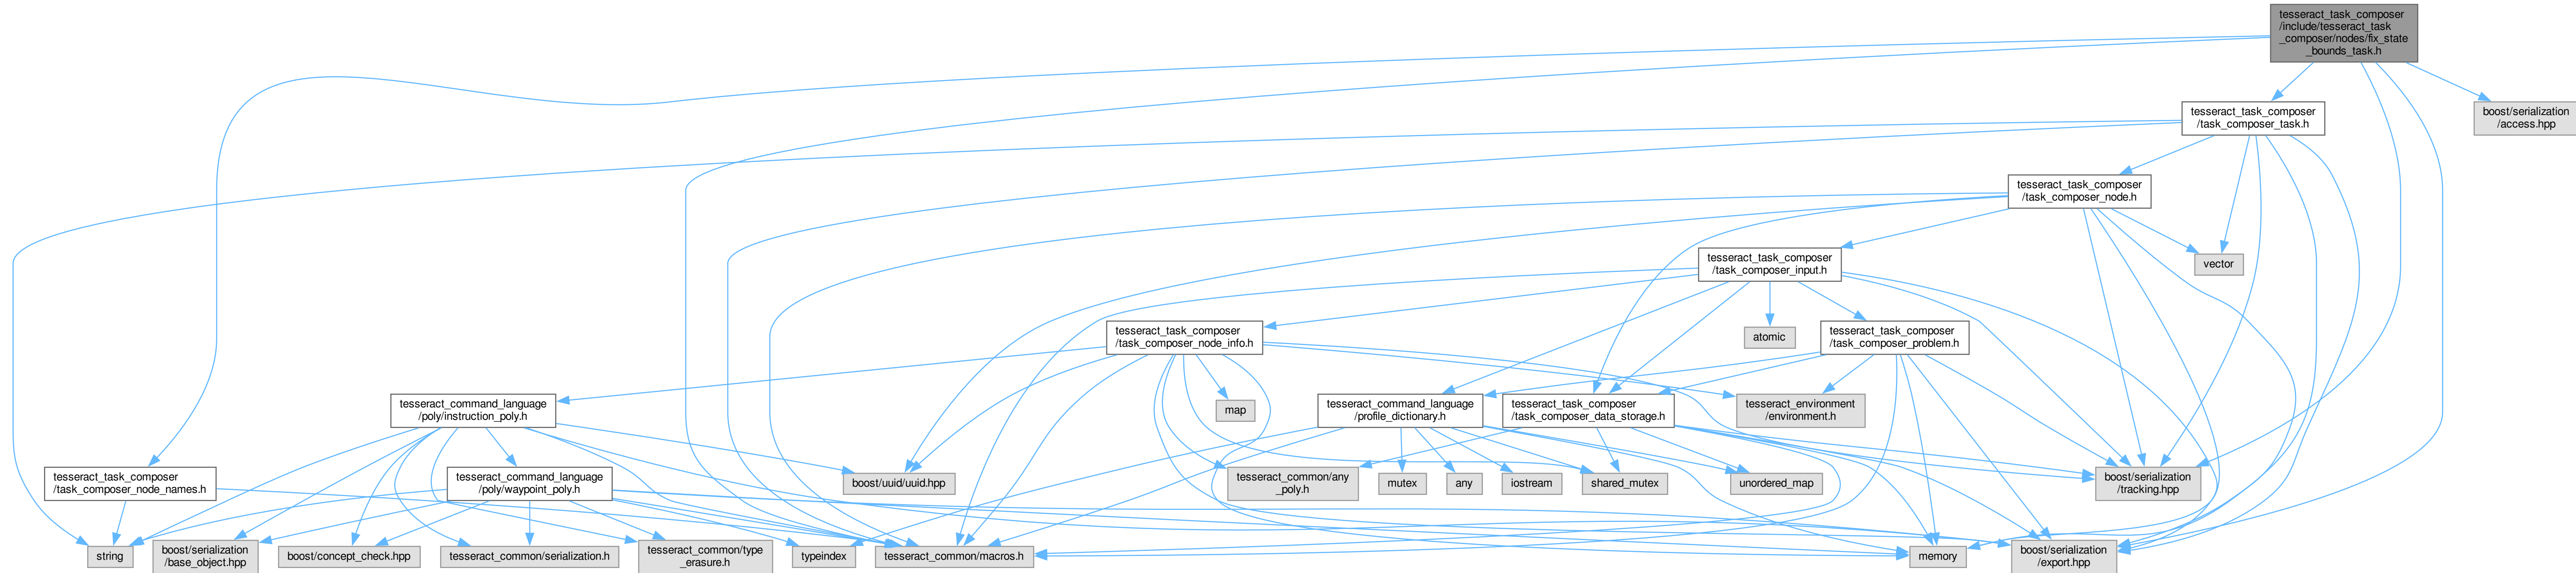 tesseract_task_composer
/include/tesseract_task
_composer/nodes/fix_state
_bounds_task.h
tesseract_task_composer
/task_composer_task.h
boost/serialization
/access.hpp
tesseract_task_composer
/task_composer_node.h
tesseract_task_composer
/task_composer_input.h
vector
tesseract_task_composer
/task_composer_node_info.h
atomic
tesseract_task_composer
/task_composer_problem.h
tesseract_command_language
/poly/instruction_poly.h
map
tesseract_command_language
/profile_dictionary.h
tesseract_task_composer
/task_composer_data_storage.h
tesseract_environment
/environment.h
tesseract_task_composer
/task_composer_node_names.h
tesseract_command_language
/poly/waypoint_poly.h
boost/uuid/uuid.hpp
tesseract_common/any
_poly.h
mutex
any
iostream
shared_mutex
unordered_map
boost/serialization
/tracking.hpp
string
boost/serialization
/base_object.hpp
boost/concept_check.hpp
tesseract_common/serialization.h
tesseract_common/type
_erasure.h
typeindex
tesseract_common/macros.h
memory
boost/serialization
/export.hpp